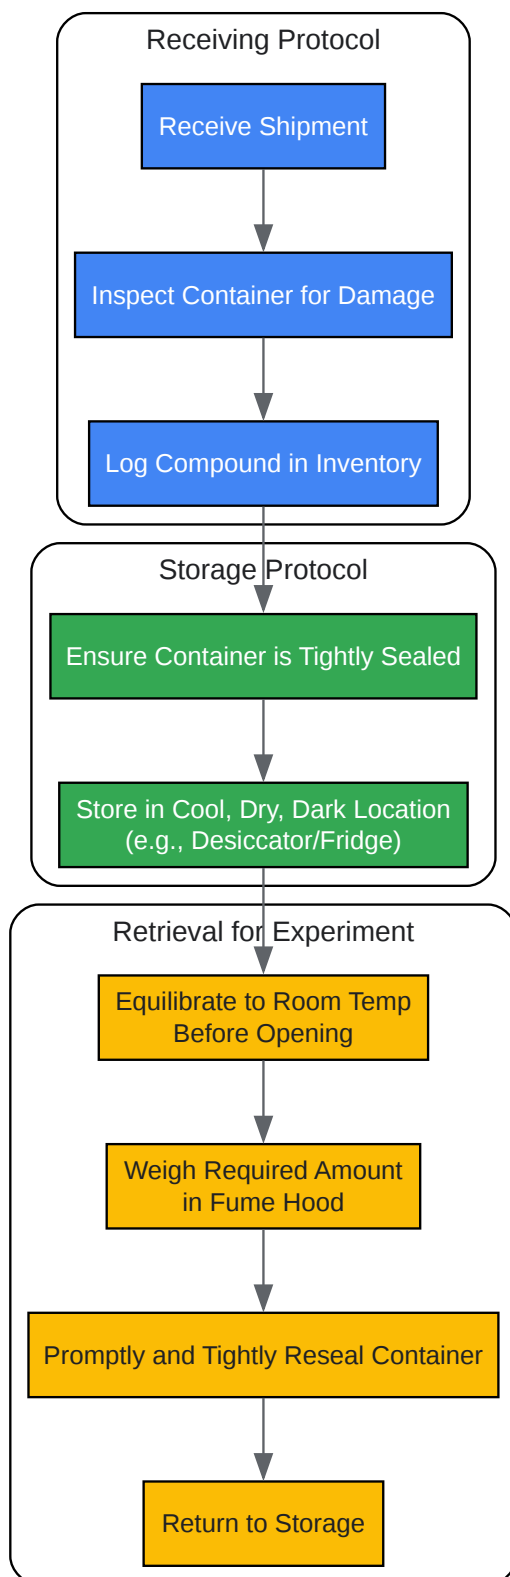 Receiving Protocol
Receive Shipment
Inspect Container for Damage
Log Compound in Inventory
Storage Protocol
Ensure Container is Tightly Sealed
Store in Cool, Dry, Dark Location
(e.g., Desiccator/Fridge)
Retrieval for Experiment
Equilibrate to Room Temp
Before Opening
Weigh Required Amount
in Fume Hood
Promptly and Tightly Reseal Container
Return to Storage